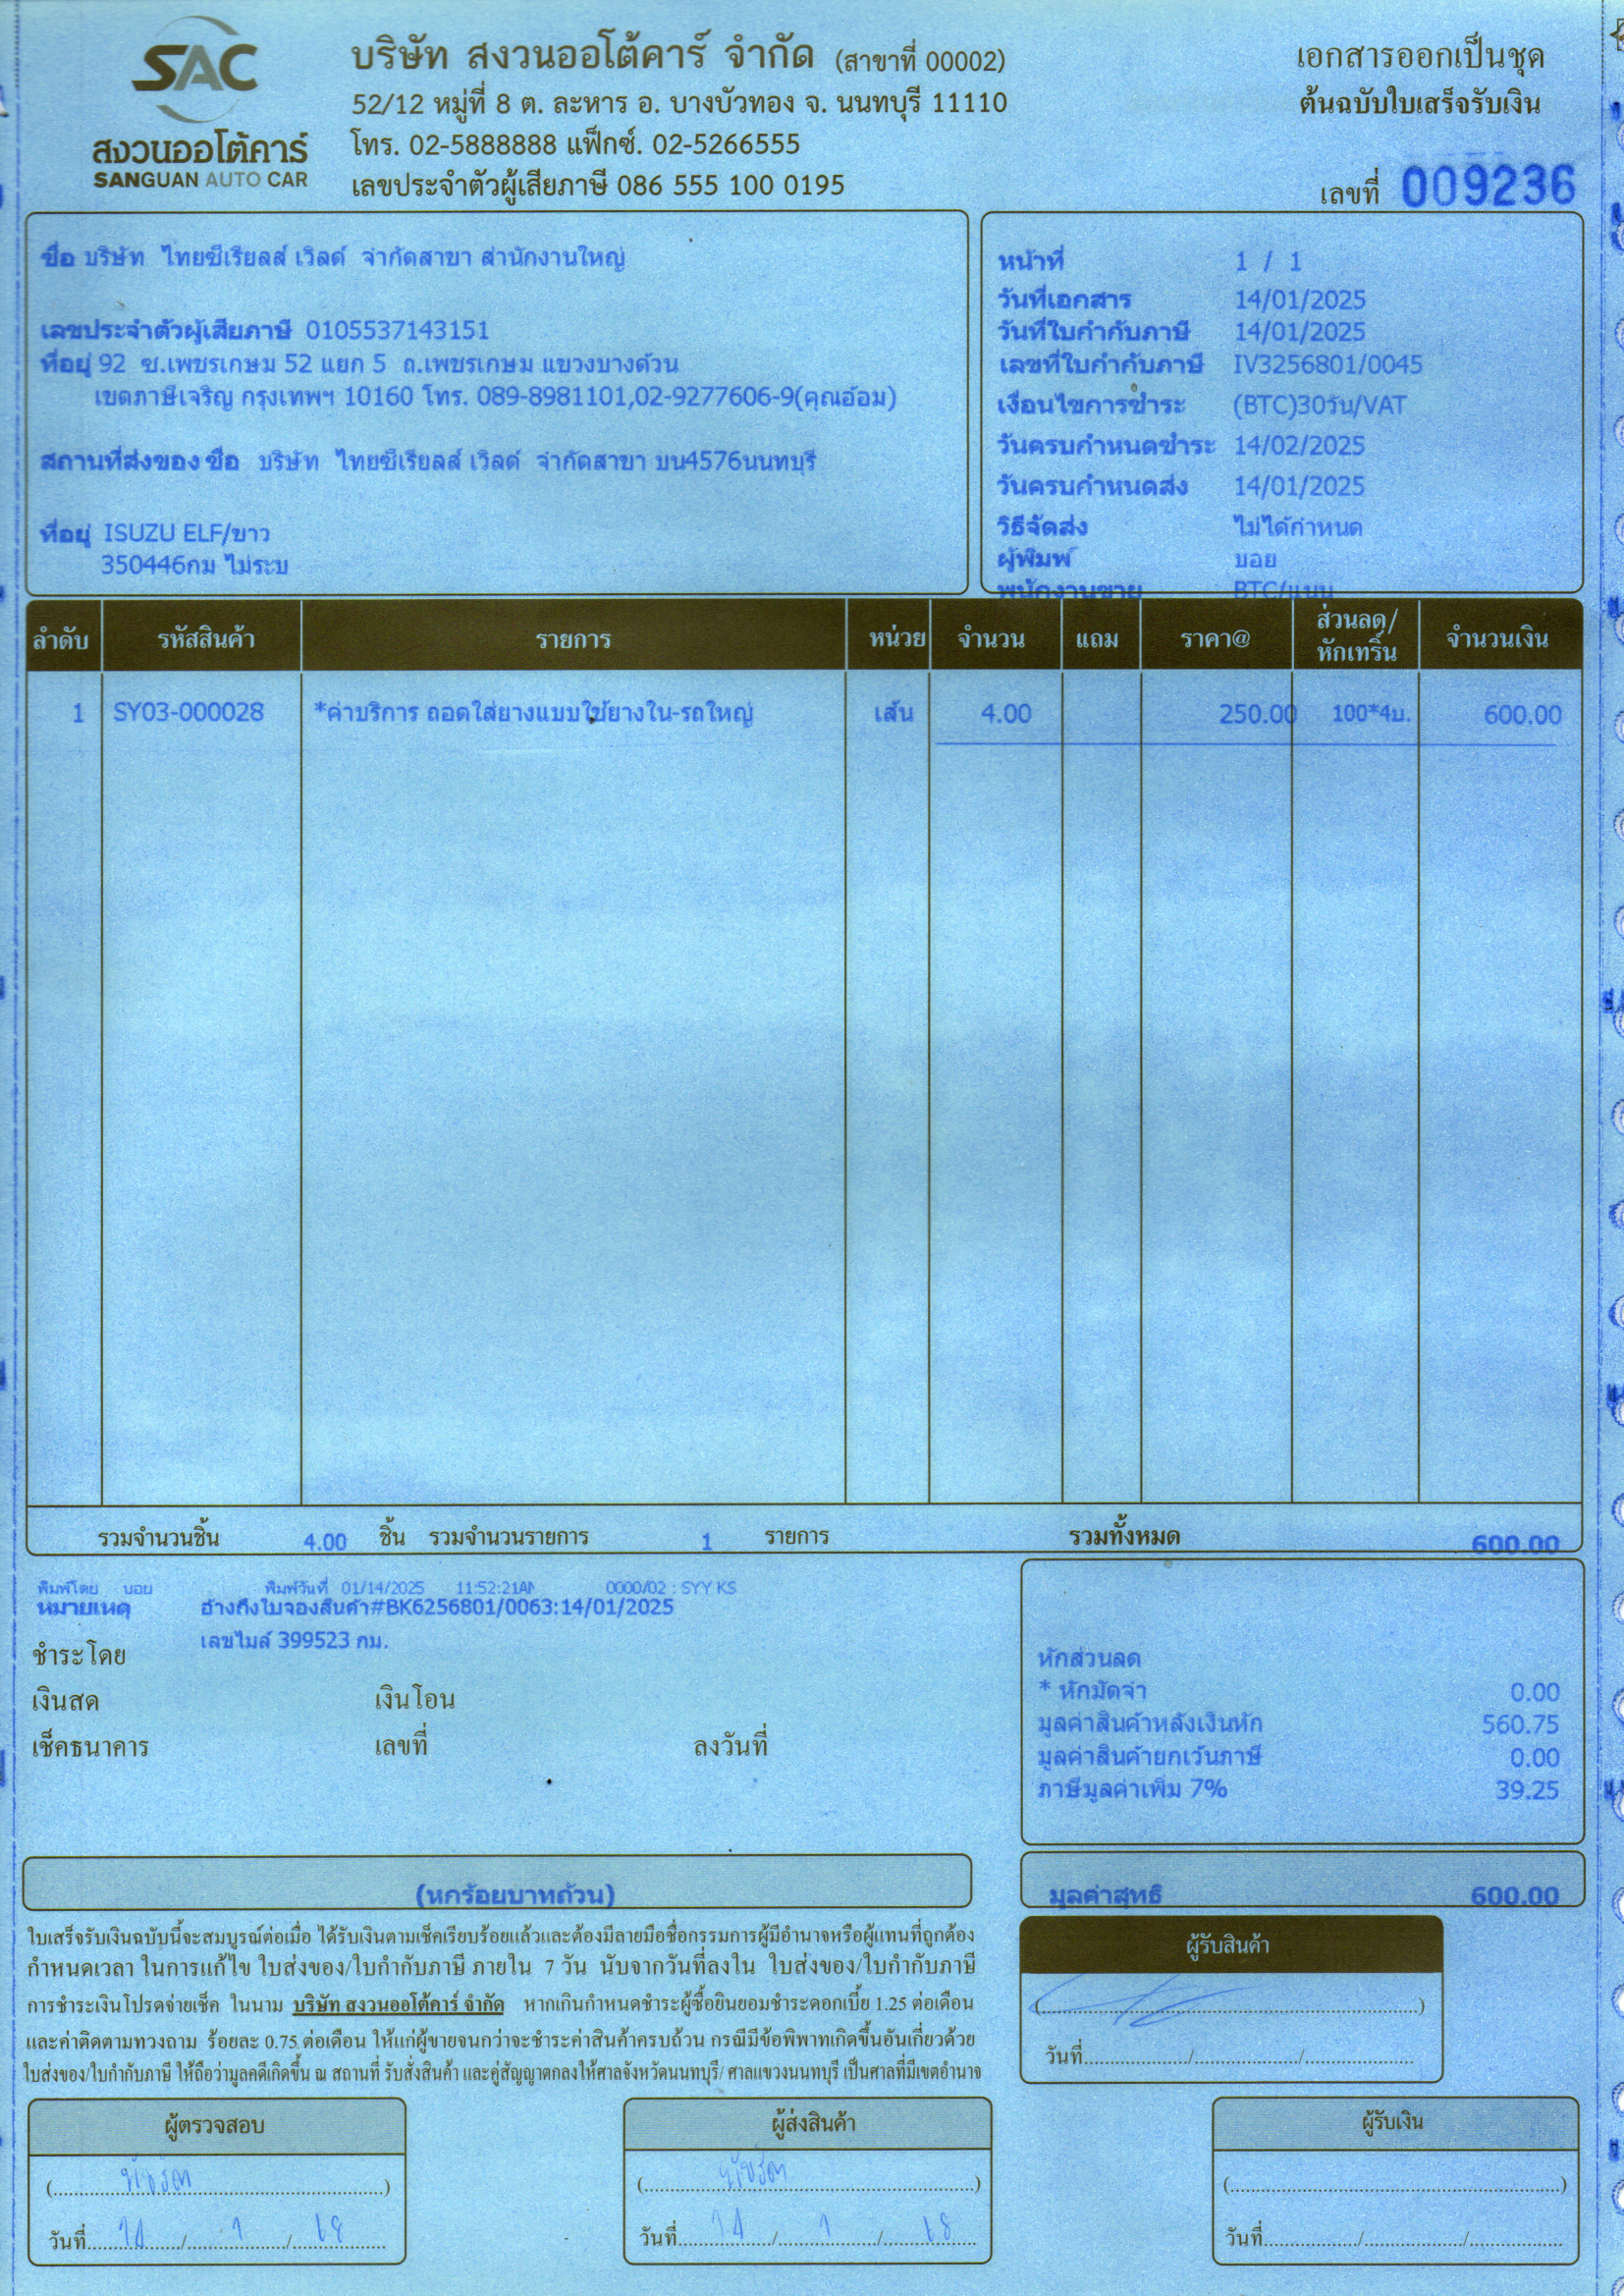 SAC
สงวนออโต้คาร์
SANGUAN AUTO CAR
บริษัท สงวนออโต้คาร์ จำกัด (สาขาที่ 00002)
52/12 หมู่ที่ 8 ต. ละหาร อ. บางบัวทอง จ. นนทบุรี 11110
โทร. 02-5888888 แฟ็กซ์. 02-5266555
เลขประจำตัวผู้เสียภาษี 086 555 100 0195
เอกสารออกเป็นชุด
ต้นฉบับใบเสร็จรับเงิน
เลขที่ 009236
ชื่อ บริษัท ไทยซีเรียลส์ เวิลด์ จำกัดสาขา สำนักงานใหญ่
เลขประจำตัวผู้เสียภาษี 0105537143151
ที่อยู่ 92 ซ.เพชรเกษม 52 แยก 5 ถ.เพชรเกษม แขวงบางด้วน
เขตภาษีเจริญ กรุงเทพฯ 10160 โทร. 089-8981101,02-9277606-9(คุณอ้อม)
สถานที่ส่งของ ชื่อ บริษัท ไทยซีเรียลส์ เวิลด์ จำกัดสาขา บน4576นนทบุรี
ที่อยู่ ISUZU ELF/ขาว
350446กม ไม่ระบ
หน้าที่ 1 / 1
วันที่เอกสาร 14/01/2025
วันที่ใบกำกับภาษี 14/01/2025
เลขที่ใบกำกับภาษี IV3256801/0045
เงื่อนไขการชำระ (BTC)30วัน/VAT
วันครบกำหนดชำระ 14/02/2025
วันครบกำหนดส่ง 14/01/2025
วิธีจัดส่ง ไม่ได้กำหนด
ผู้พิมพ์ บอย
พนักงานขาย BTC/แบน
ลำดับ รหัสสินค้า รายการ หน่วย จำนวน แถม ราคา@ ส่วนลด/หักเทริ์น จำนวนเงิน
1 SY03-000028 *ค่าบริการ ถอดใส่ยางแบบใช้ยางใน-รถใหญ่ เส้น 4.00 250.00 100*4บ. 600.00
รวมจำนวนชิ้น 4.00 ชิ้น รวมจำนวนรายการ 1 รายการ รวมทั้งหมด 600.00
พิมพ์โดย บอย พิมพ์วันที่ 01/14/2025 11:52:21AM 0000/02 : SYY KS
หมายเหตุ อ้างถึงใบจองสินค้า#BK6256801/0063:14/01/2025
เลขไมล์ 399523 กม.
ชำระโดย
เงินสด เงินโอน
เช็คธนาคาร เลขที่ ลงวันที่
หักส่วนลด
* หักมัดจำ 0.00
มูลค่าสินค้าหลังเงินหัก 560.75
มูลค่าสินค้ายกเว้นภาษี 0.00
ภาษีมูลค่าเพิ่ม 7% 39.25
(หกร้อยบาทถ้วน)
มูลค่าสุทธิ 600.00
ใบเสร็จรับเงินฉบับนี้จะสมบูรณ์ต่อเมื่อ ได้รับเงินตามเช็คเรียบร้อยแล้วและต้องมีลายมือชื่อกรรมการผู้มีอำนาจหรือผู้แทนที่ถูกต้อง
กำหนดเวลา ในการแก้ไข ใบส่งของ/ใบกำกับภาษี ภายใน 7 วัน นับจากวันที่ลงใน ใบส่งของ/ใบกำกับภาษี
การชำระเงินโปรดจ่ายเช็ค ในนาม บริษัท สงวนออโต้คาร์ จำกัด หากเกินกำหนดชำระผู้ซื้อยินยอมชำระดอกเบี้ย 1.25 ต่อเดือน
และค่าติดตามทวงถาม ร้อยละ 0.75 ต่อเดือน ให้แก่ผู้ขายจนกว่าจะชำระค่าสินค้าครบถ้วน กรณีมีข้อพิพาทเกิดขึ้นอันเกี่ยวด้วย
ใบส่งของ/ใบกำกับภาษี ให้ถือว่ามูลคดีเกิดขึ้น ณ สถานที่ รับสั่งสินค้า และคู่สัญญาตกลงให้ศาลจังหวัดนนทบุรี/ ศาลแขวงนนทบุรี เป็นศาลที่มีเขตอำนาจ
ผู้รับสินค้า
วันที่
ผู้ตรวจสอบ
วันที่ 14 / 1 / 68
ผู้ส่งสินค้า
วันที่ 14 / 1 / 68
ผู้รับเงิน
วันที่